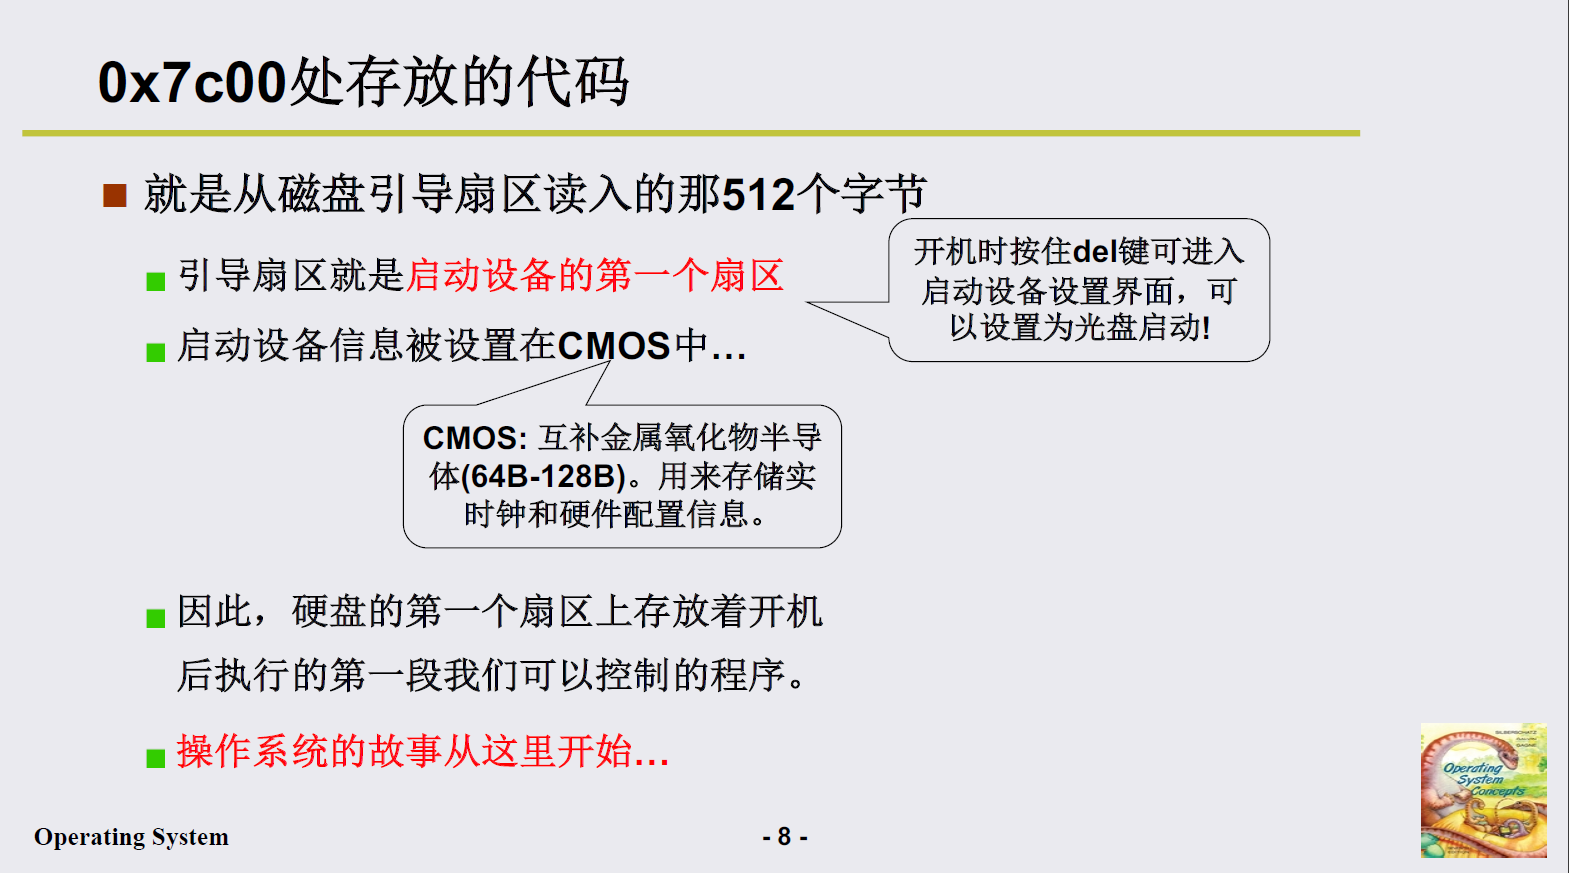 0x7c00处存放的代码
就是从磁盘引导扇区读入的那512个字节
引导扇区就是启动设备的第一个扇区
开机时按住del键可进入
启动设备设置界面，可
以设置为光盘启动!
启动设备信息被设置在CMOS中…
CMOS: 互补金属氧化物半导
体(64B-128B)。用来存储实
时钟和硬件配置信息。
因此，硬盘的第一个扇区上存放着开机
后执行的第一段我们可以控制的程序。
操作系统的故事从这里开始…
SILBERSCHATZ
GAGNE
Operating
System
Concepts
Operating System
- 8 -